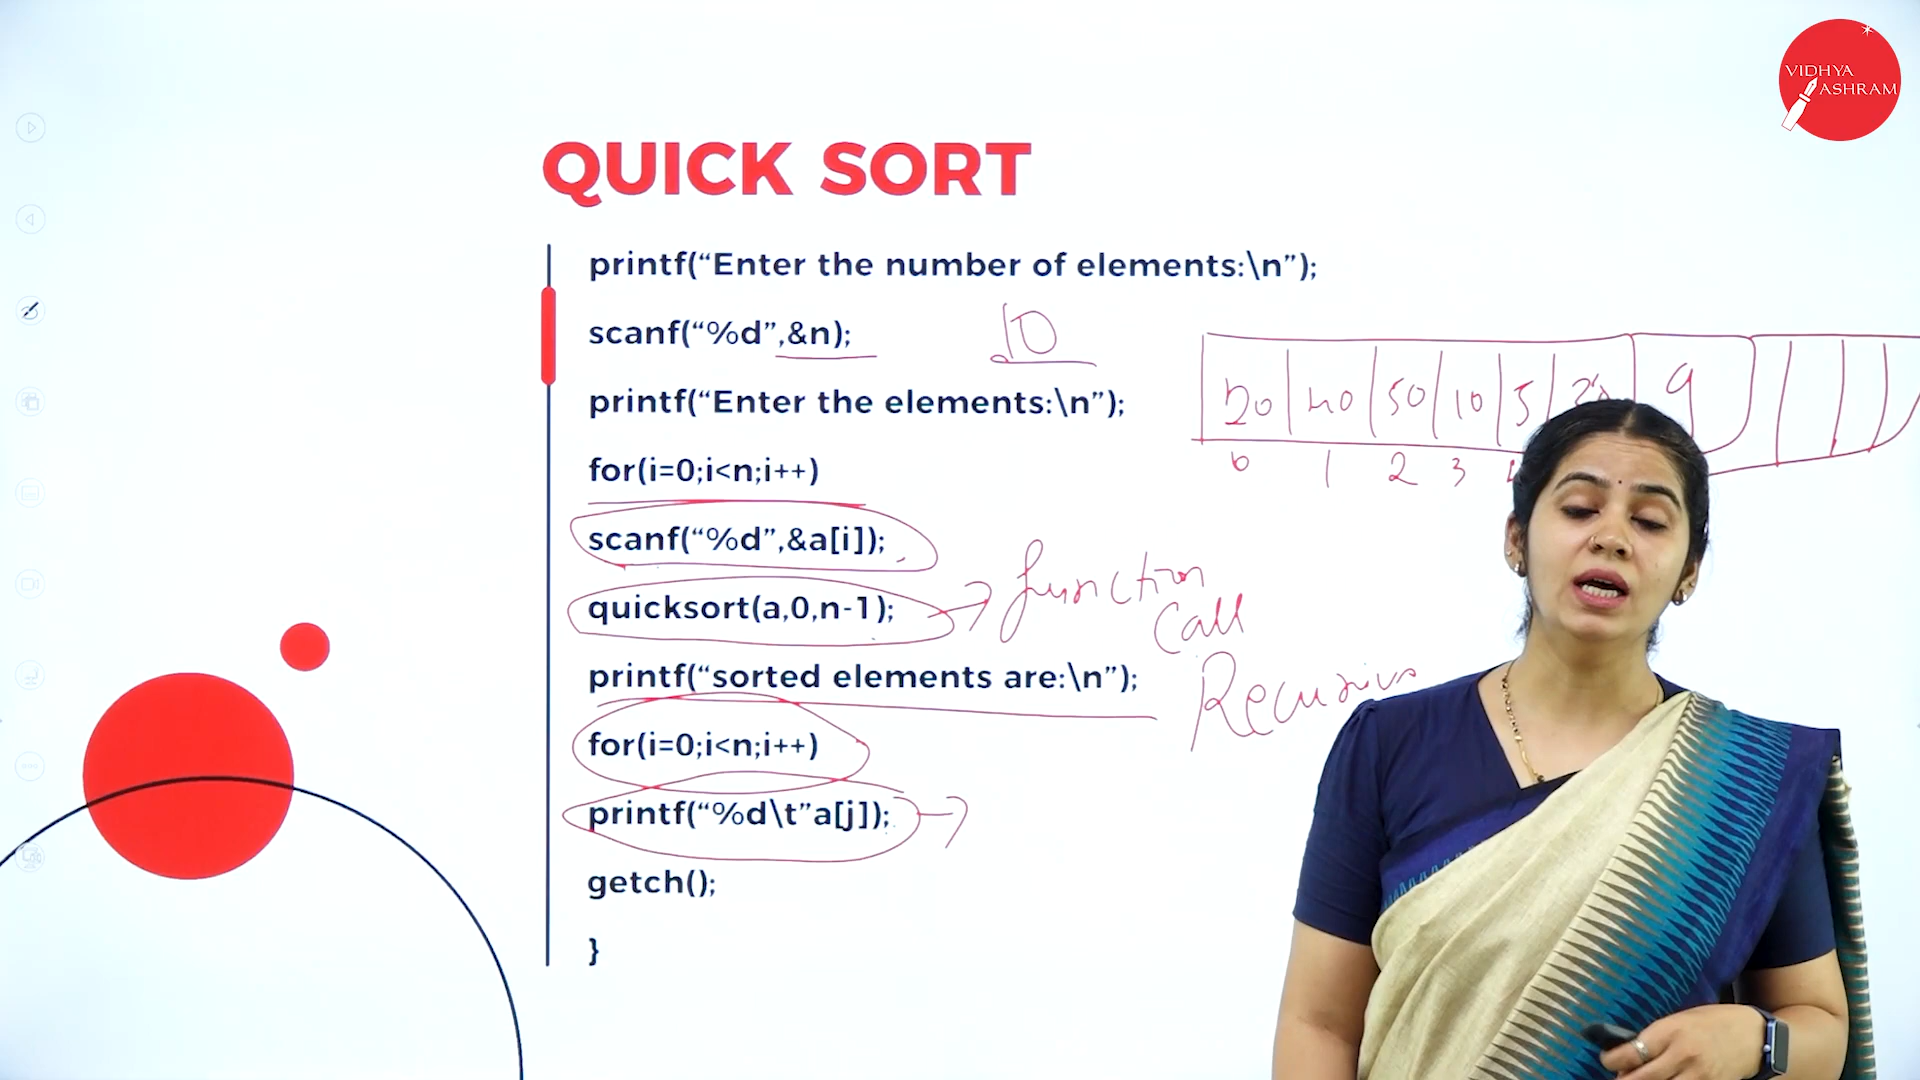 VIDHYA
ASHRAM
QUICK SORT
printf(“Enter the number of elements:\n”);
scanf(“%d”,&n);
10
printf(“Enter the elements:\n”);
50 10 5
9
for(i=0;i<n;i++)
0 1 2 3
scanf(“%d”,&a[i]);
function
call
quicksort(a,0,n-1);
printf(“sorted elements are:\n”);
Recursive
for(i=0;i<n;i++)
printf(“%d\t”a[j]);
getch();
}